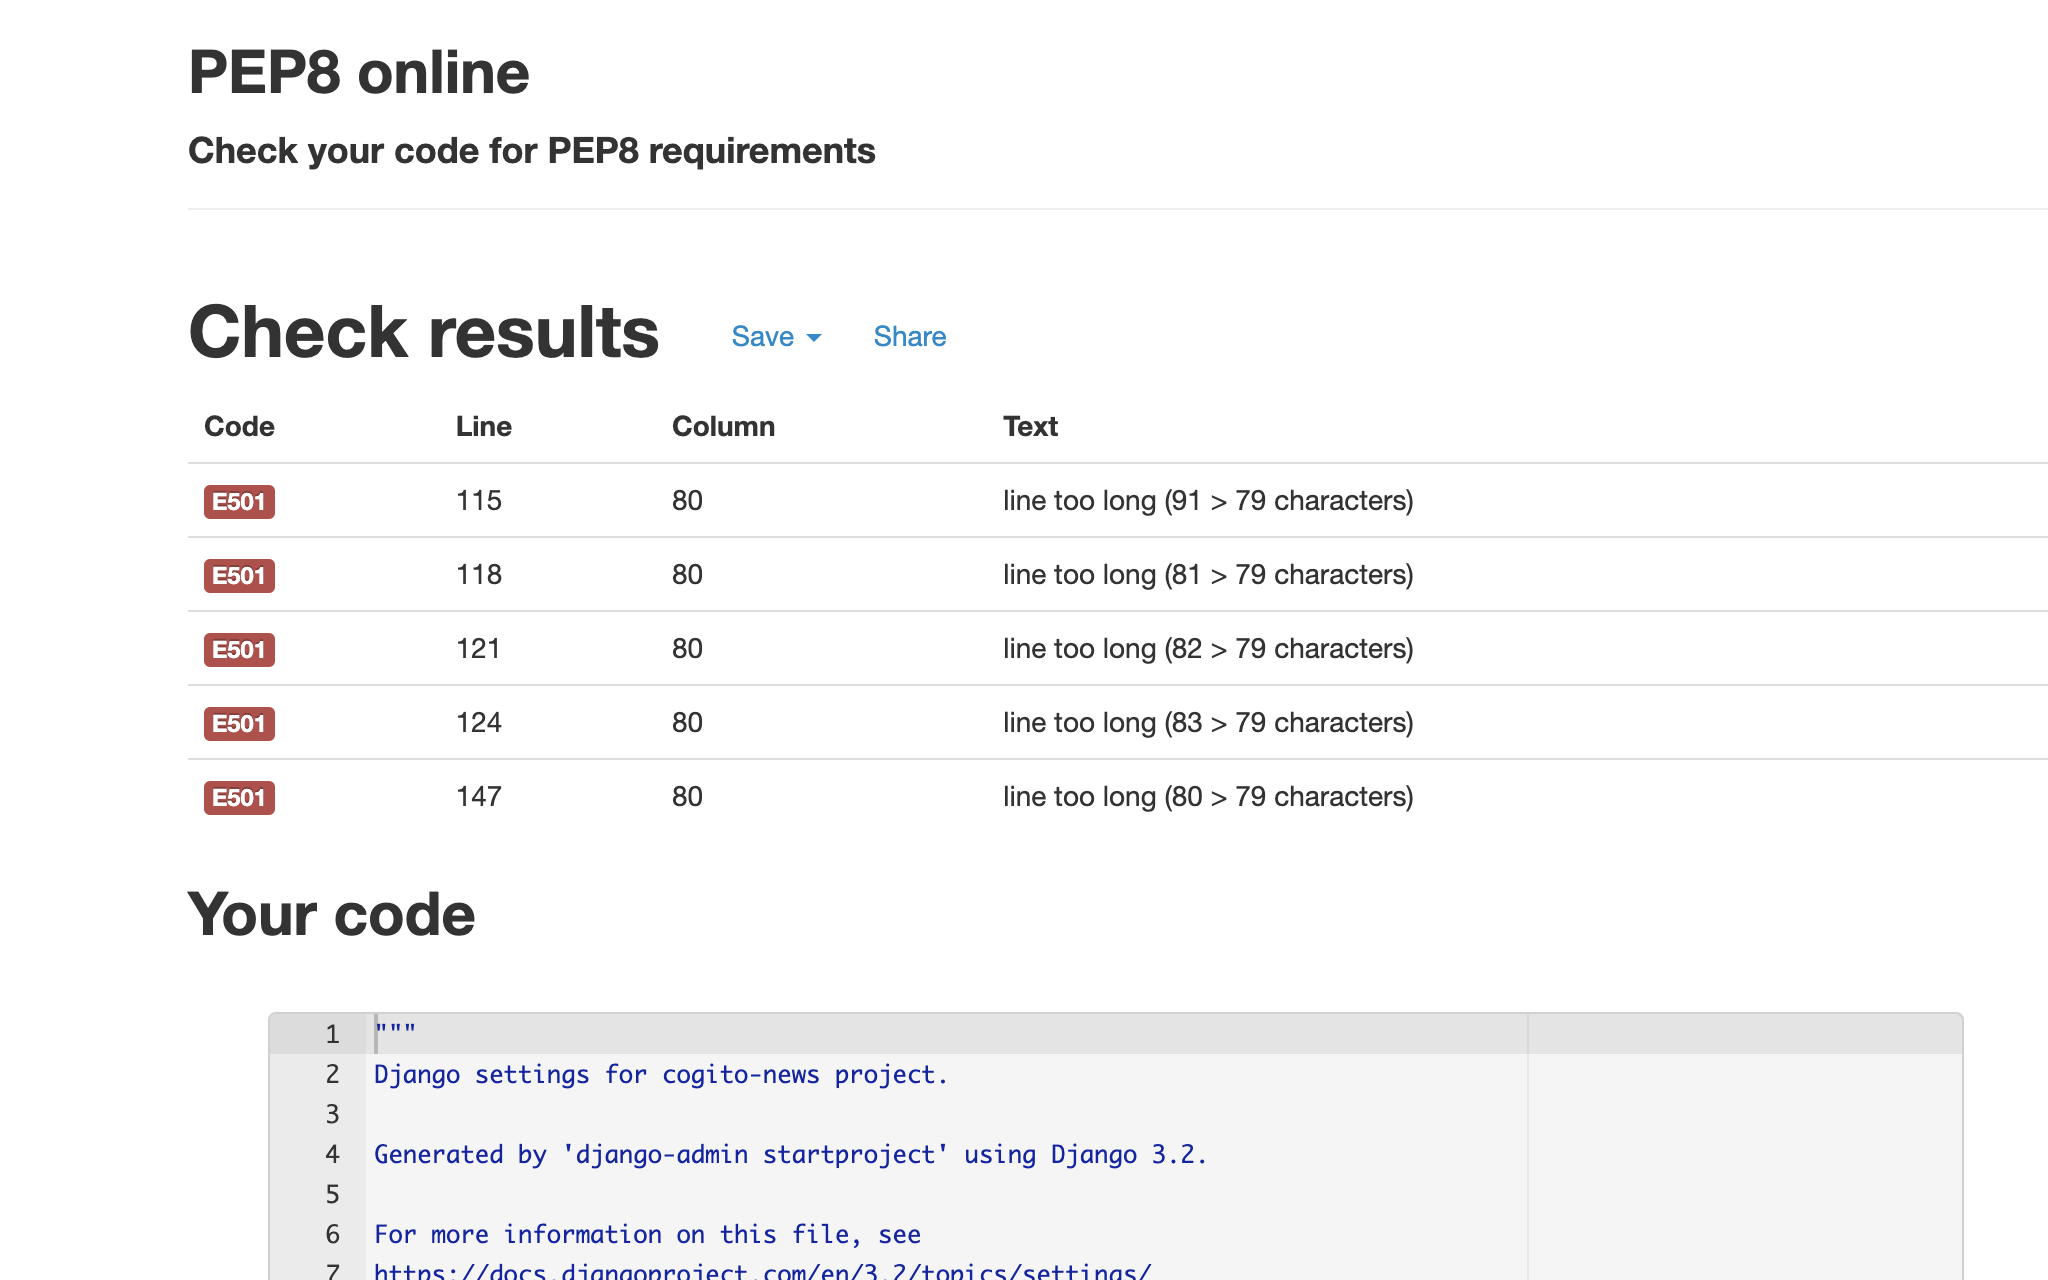 PEP8 online
Check your code for PEP8 requirements
Check results Save Share
Code Line Column Text
E501 115 80 line too long (91 > 79 characters)
E501 118 80 line too long (81 > 79 characters)
E501 121 80 line too long (82 > 79 characters)
E501 124 80 line too long (83 > 79 characters)
E501 147 80 line too long (80 > 79 characters)
Your code
1 """
2 Django settings for cogito-news project.
3
4 Generated by 'django-admin startproject' using Django 3.2.
5
6 For more information on this file, see
7 https://docs.djangoproject.com/en/3.2/topics/settings/